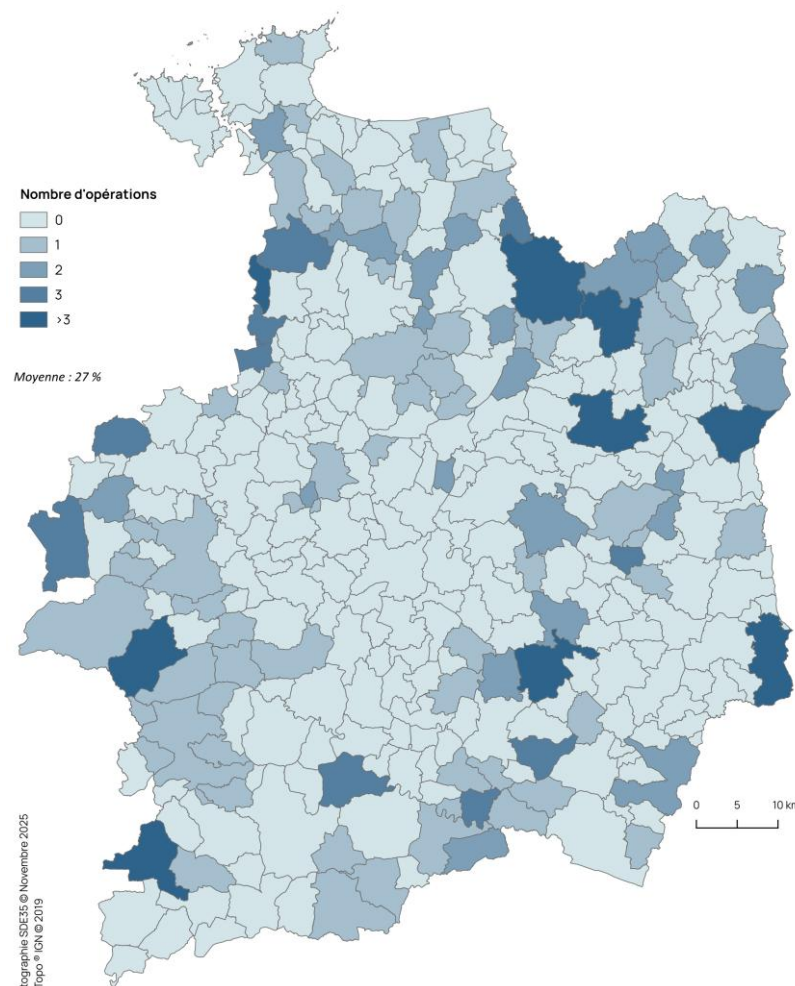 Nombre d'opérations
0
1
2
3
>3
Moyenne : 27 %
0 5 10 km
tographie SDE35 © Novembre 2025
Topo ® IGN © 2019